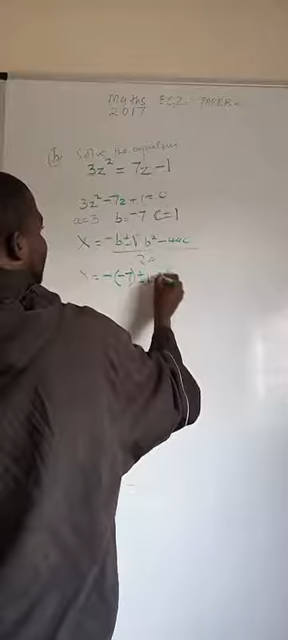 Maths ECZ PAPER
2017
(b) Solve the equation
3z² = 7z - 1
3z² - 7z + 1 = 0
a = 3 b = -7 c = 1
X = -b ± √b² - 4ac
2a
X = -(-7) ±